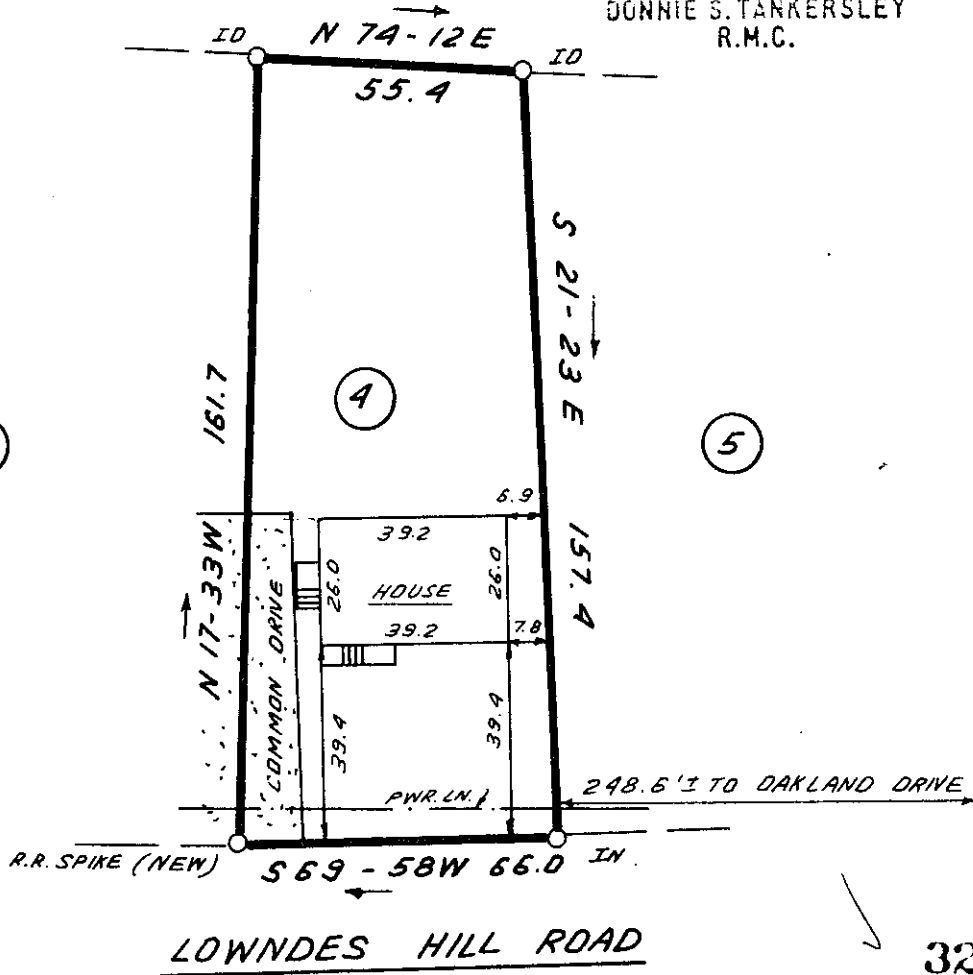 DONNIE S. TANKERSLEY
R.M.C.
IO N 74-12 E IO
55.4
S 21-23 E
161.7
4
5
6.9
39.2
157.4
N 17-33W
COMMON DRIVE
26.0
HOUSE
26.0
39.2
7.8
39.4
39.4
PWR. LN.
248.6'± TO OAKLAND DRIVE
R.R. SPIKE (NEW)
S 69-58W 66.0
IN.
LOWNDES HILL ROAD
32